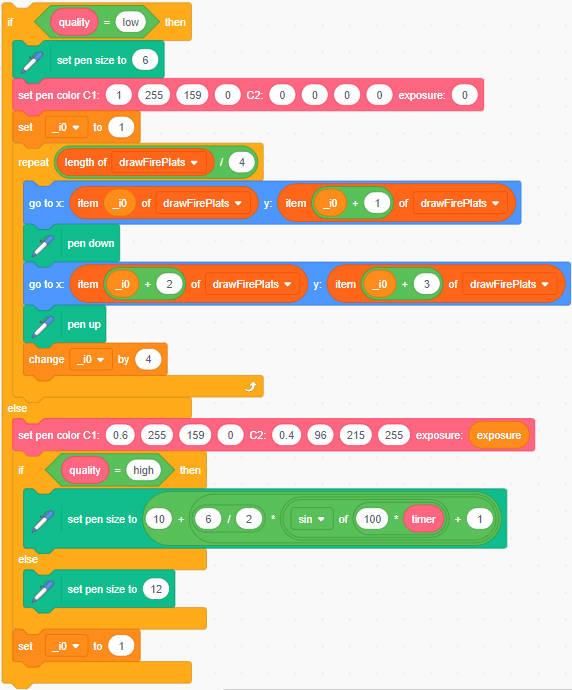 if quality = low then
set pen size to 6
set pen color C1: 1 255 159 0 C2: 0 0 0 0 exposure: 0
set _i0 to 1
repeat length of drawFirePlats / 4
go to x: item _i0 of drawFirePlats y: item _i0 + 1 of drawFirePlats
pen down
go to x: item _i0 + 2 of drawFirePlats y: item _i0 + 3 of drawFirePlats
pen up
change _i0 by 4
else
set pen color C1: 0.6 255 159 0 C2: 0.4 96 215 255 exposure: exposure
if quality = high then
set pen size to 10 + 6 / 2 * sin of 100 * timer + 1
else
set pen size to 12
set _i0 to 1